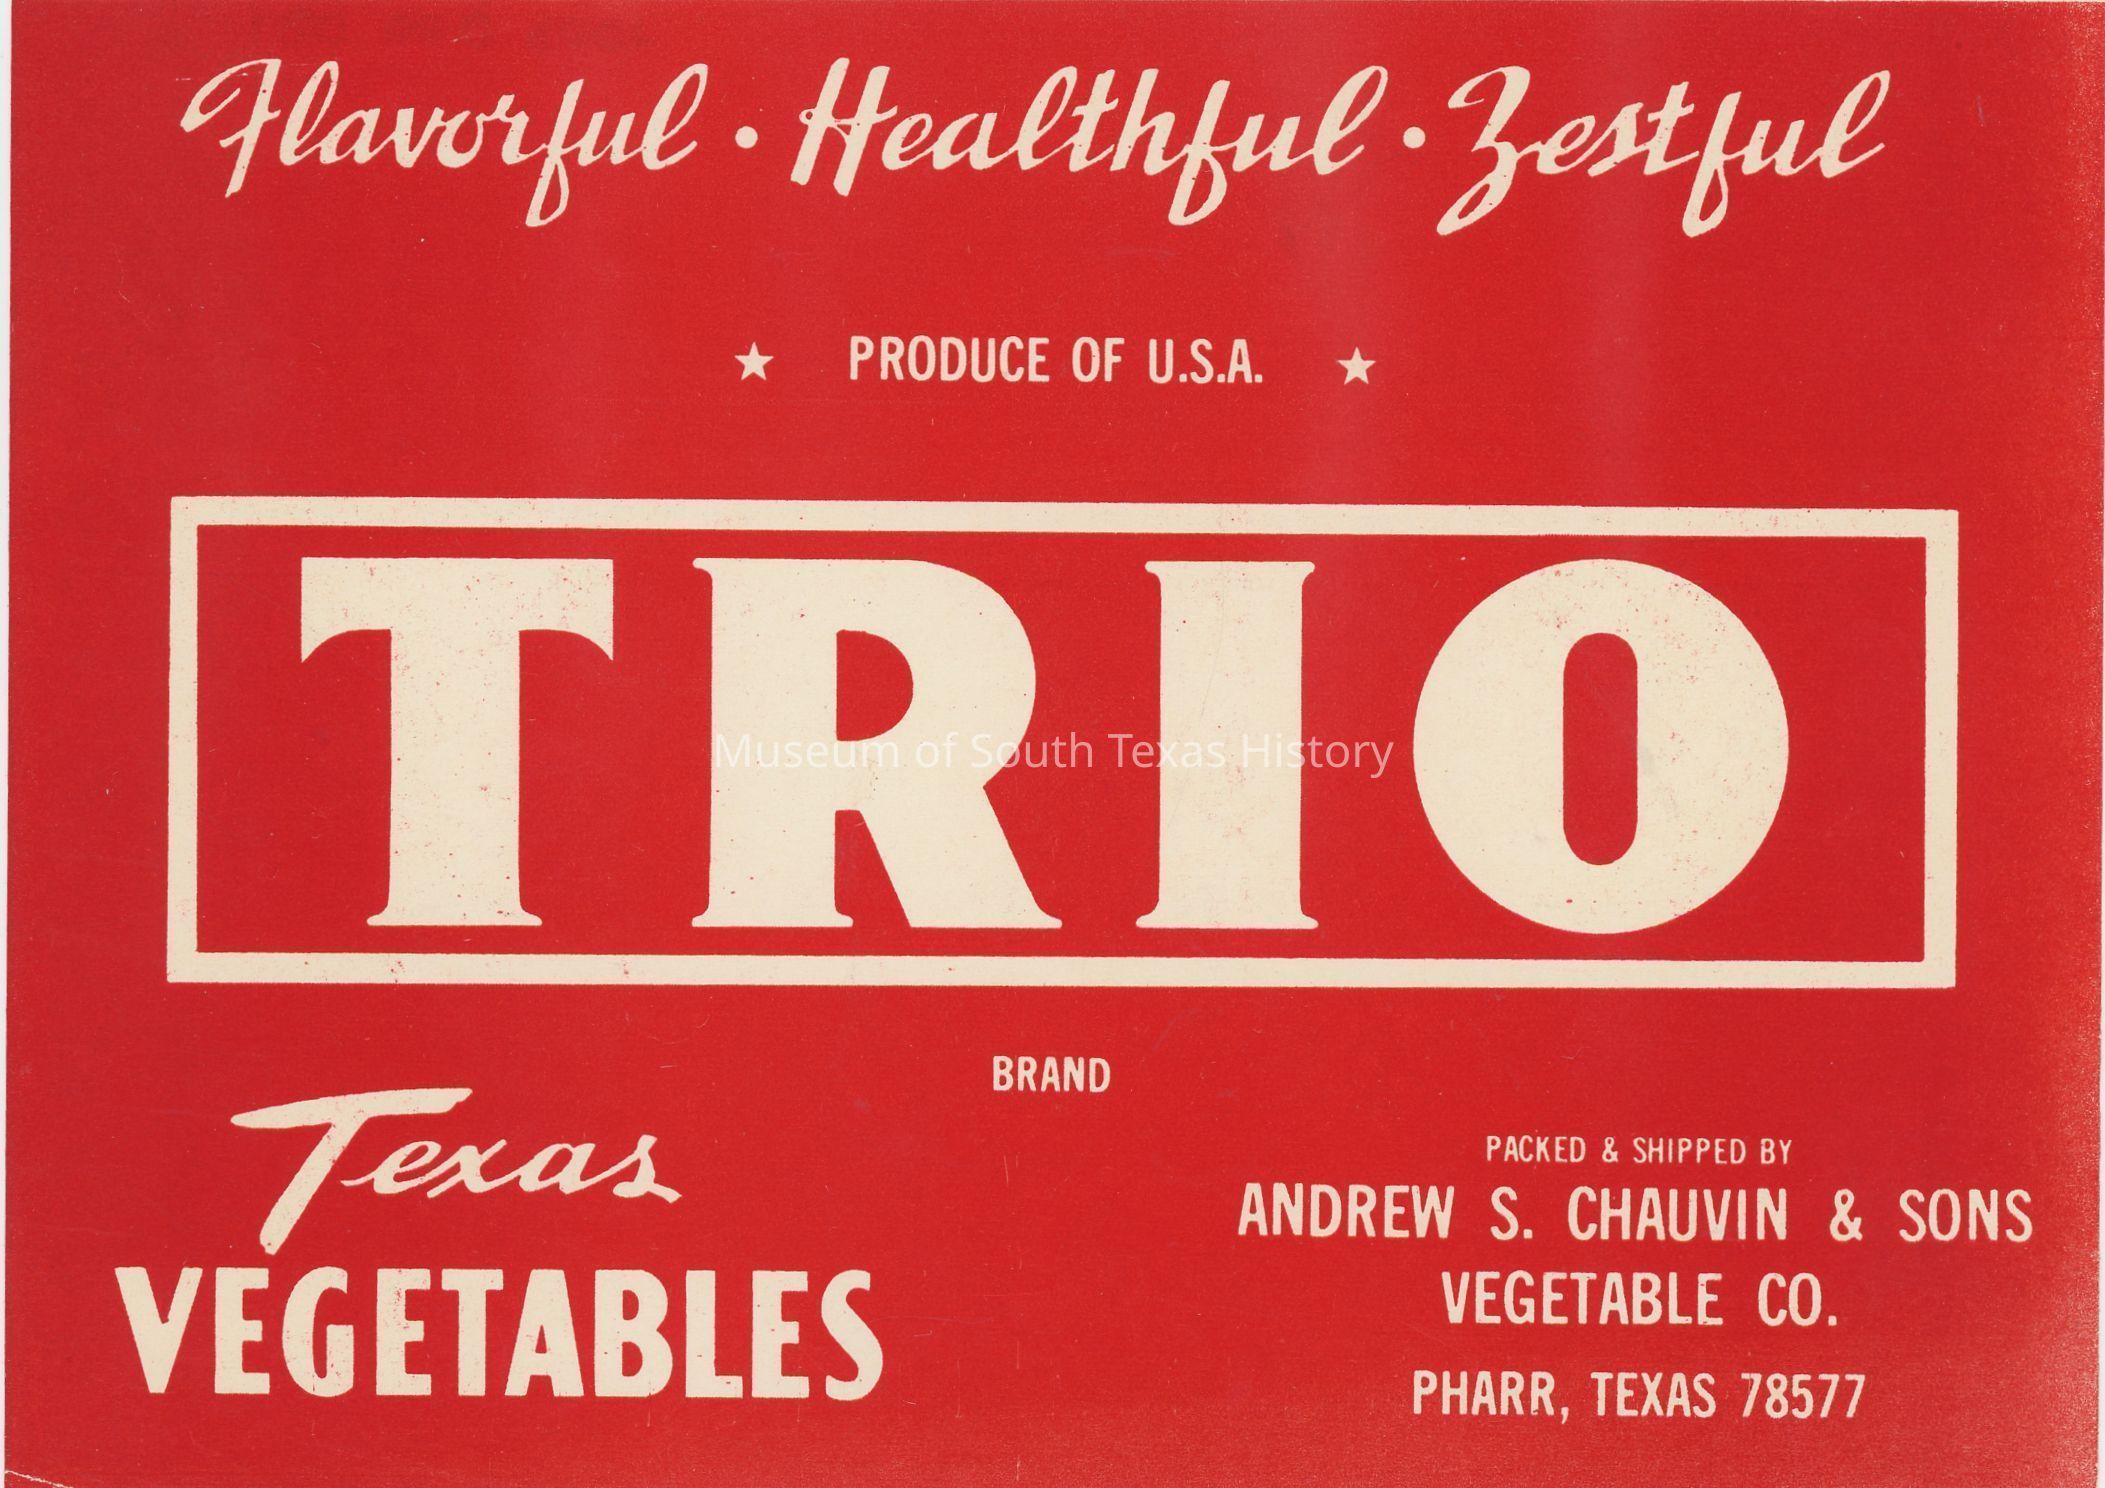 Flavorful • Healthful • Zestful
★ PRODUCE OF U.S.A. ★
TRIO
Museum of South Texas History
BRAND
Texas
VEGETABLES
PACKED & SHIPPED BY
ANDREW S. CHAUVIN & SONS
VEGETABLE CO.
PHARR, TEXAS 78577